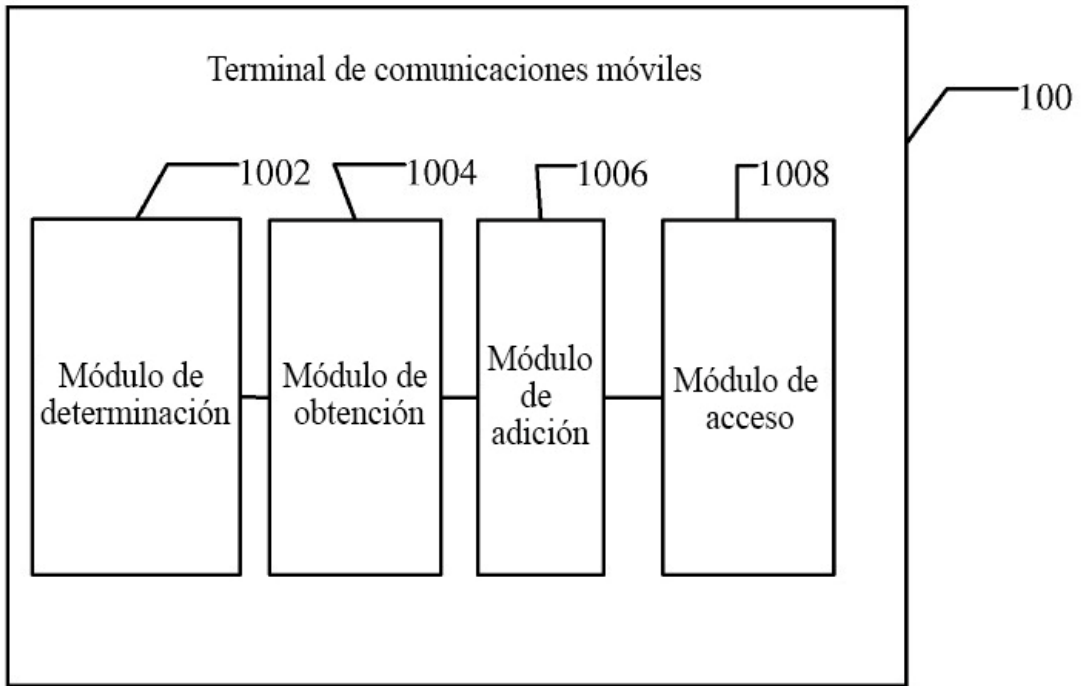 Terminal de comunicaciones móviles
100
1002
1004
1006
1008
Módulo de
determinación
Módulo de
obtención
Módulo
de
adición
Módulo de
acceso